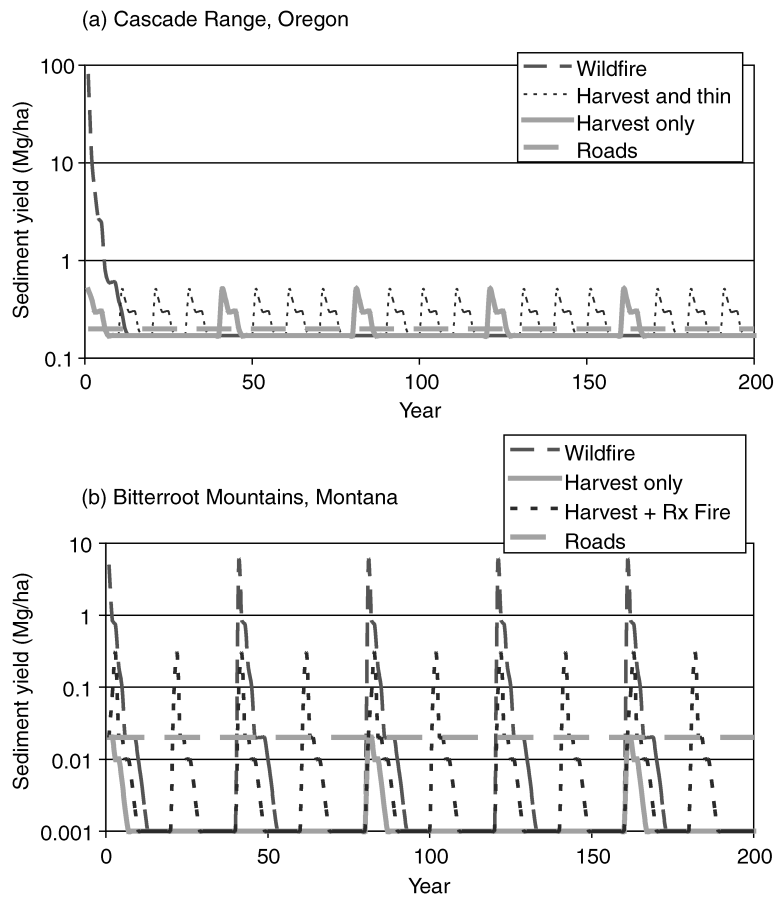 (a) Cascade Range, Oregon
Wildfire
Harvest and thin
Harvest only
Roads
Sediment yield (Mg/ha)
100
10
1
0.1
0
50
100
150
200
Year
(b) Bitterroot Mountains, Montana
Wildfire
Harvest only
Harvest + Rx Fire
Roads
Sediment yield (Mg/ha)
10
1
0.1
0.01
0.001
0
50
100
150
200
Year